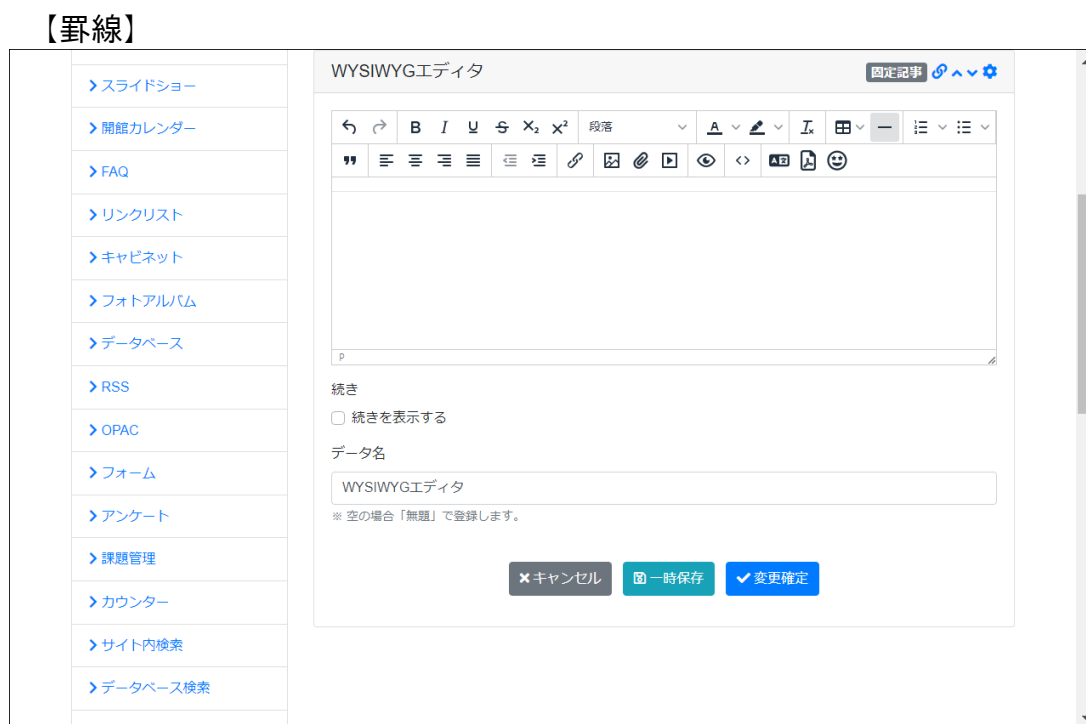 【罫線】
スライドショー
開館カレンダー
FAQ
リンクリスト
キャビネット
フォトアルバム
データベース
RSS
OPAC
フォーム
アンケート
課題管理
カウンター
サイト内検索
データベース検索
WYSIWYGエディタ 固定記事
B I U S X₂ X² 段落 A
P
続き
続きを表示する
データ名
WYSIWYGエディタ
※ 空の場合「無題」で登録します。
キャンセル 一時保存 変更確定